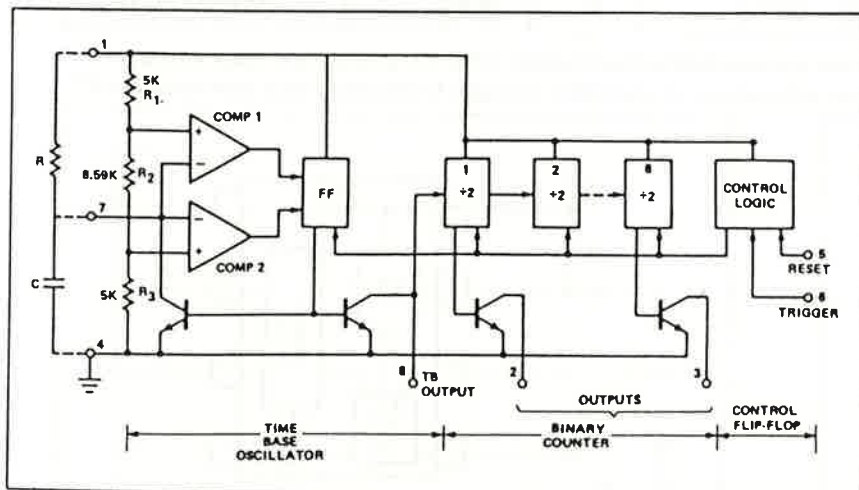 1
5K
R1
COMP 1
+
−
R
8.59K
R2
FF
1
÷2
2
÷2
8
÷2
CONTROL
LOGIC
7
−
+
COMP 2
5
RESET
C
5K
R3
6
TRIGGER
4
8
TB
OUTPUT
2
3
OUTPUTS
TIME
BASE
OSCILLATOR
BINARY
COUNTER
CONTROL
FLIP-FLOP